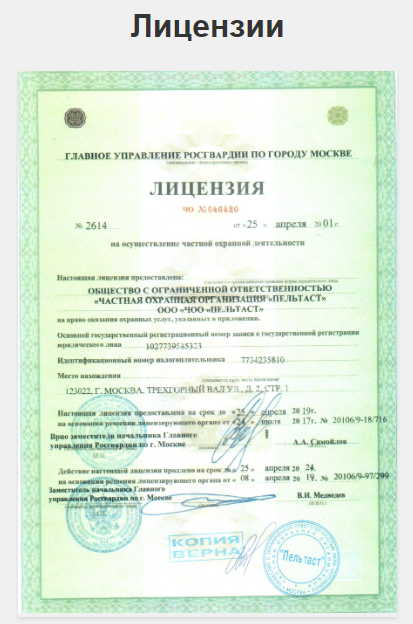 Лицензии
ГЛАВНОЕ УПРАВЛЕНИЕ РОСГВАРДИИ ПО ГОРОДУ МОСКВЕ
ЛИЦЕНЗИЯ
ЧО №046420
№ 2614 от « 25 » апреля 2001г.
на осуществление частной охранной деятельности
Настоящая лицензия предоставлена:
ОБЩЕСТВО С ОГРАНИЧЕННОЙ ОТВЕТСТВЕННОСТЬЮ
«ЧАСТНАЯ ОХРАННАЯ ОРГАНИЗАЦИЯ «ПЕЛЬТАСТ»
ООО «ЧОО «ПЕЛЬТАСТ»
на право оказания охранных услуг, указанных в приложении.
Основной государственный регистрационный номер записи о государственной регистрации
юридического лица 1027739585323
Идентификационный номер налогоплательщика 7734235810
Место нахождения
123022, Г. МОСКВА, ТРЕХГОРНЫЙ ВАЛ УЛ., Д. 2, СТР. 1
Настоящая лицензия предоставлена на срок до « 25 » апреля 2019г.
на основании решения лицензирующего органа от 2017г. № 20106/9-18/716
Врио заместителя начальника Главного
управления Росгвардии по г. Москве А.А. Самойлов
Действие настоящей лицензии продлено на срок до « 25 » апреля 2024.
на основании решения лицензирующего органа от « 08 » апреля 2019. № 20106/9-97/299
Заместитель начальника Главного
управления Росгвардии по г. Москве В.И. Медведов
КОПИЯ
ВЕРНА
"Пельтаст"